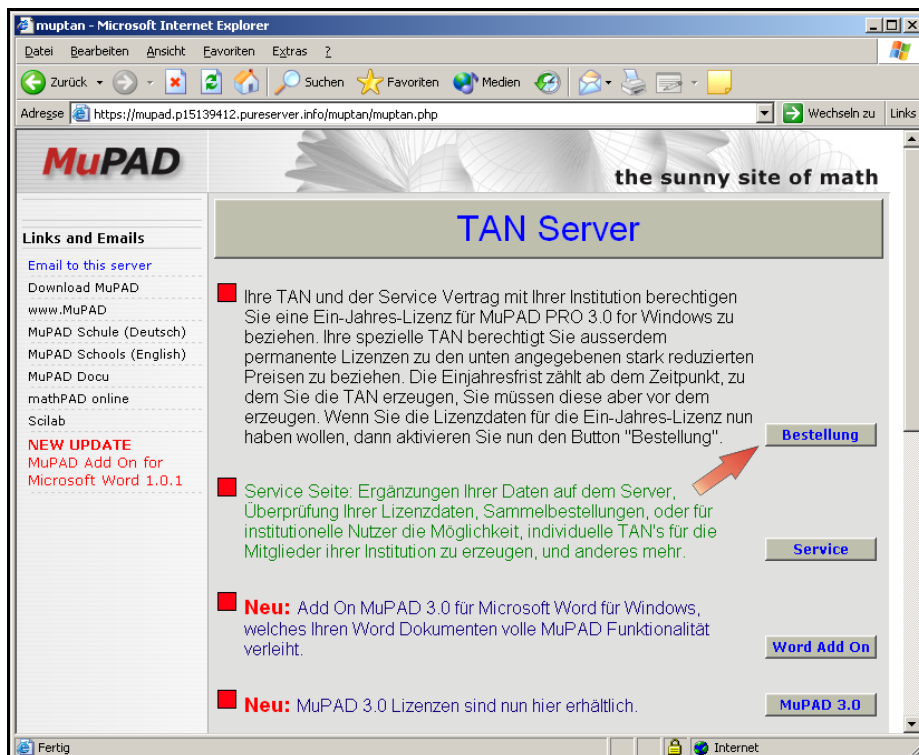 muptan - Microsoft Internet Explorer
Datei Bearbeiten Ansicht Favoriten Extras ?
Zurück Suchen Favoriten Medien
Adresse https://mupad.p15139412.pureserver.info/muptan/muptan.php Wechseln zu Links
MuPAD
the sunny site of math
TAN Server
Links and Emails
Email to this server
Download MuPAD
www.MuPAD
MuPAD Schule (Deutsch)
MuPAD Schools (English)
MuPAD Docu
mathPAD online
Scilab
NEW UPDATE
MuPAD Add On for
Microsoft Word 1.0.1
Ihre TAN und der Service Vertrag mit Ihrer Institution berechtigen
Sie eine Ein-Jahres-Lizenz für MuPAD PRO 3.0 for Windows zu
beziehen. Ihre spezielle TAN berechtigt Sie ausserdem
permanente Lizenzen zu den unten angegebenen stark reduzierten
Preisen zu beziehen. Die Einjahresfrist zählt ab dem Zeitpunkt, zu
dem Sie die TAN erzeugen, Sie müssen diese aber vor dem
erzeugen. Wenn Sie die Lizenzdaten für die Ein-Jahres-Lizenz nun
haben wollen, dann aktivieren Sie nun den Button "Bestellung".
Bestellung
Service Seite: Ergänzungen Ihrer Daten auf dem Server,
Überprüfung Ihrer Lizenzdaten, Sammelbestellungen, oder für
institutionelle Nutzer die Möglichkeit, individuelle TAN's für die
Mitglieder ihrer Institution zu erzeugen, und anderes mehr.
Service
Neu: Add On MuPAD 3.0 für Microsoft Word für Windows,
welches Ihren Word Dokumenten volle MuPAD Funktionalität
verleiht.
Word Add On
Neu: MuPAD 3.0 Lizenzen sind nun hier erhältlich.
MuPAD 3.0
Fertig
Internet